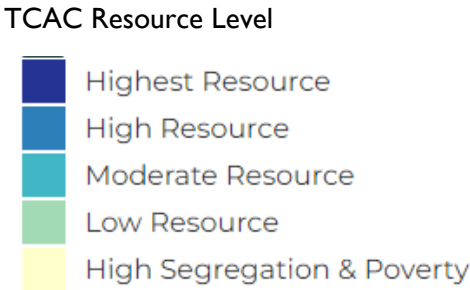 TCAC Resource Level
Highest Resource
High Resource
Moderate Resource
Low Resource
High Segregation & Poverty